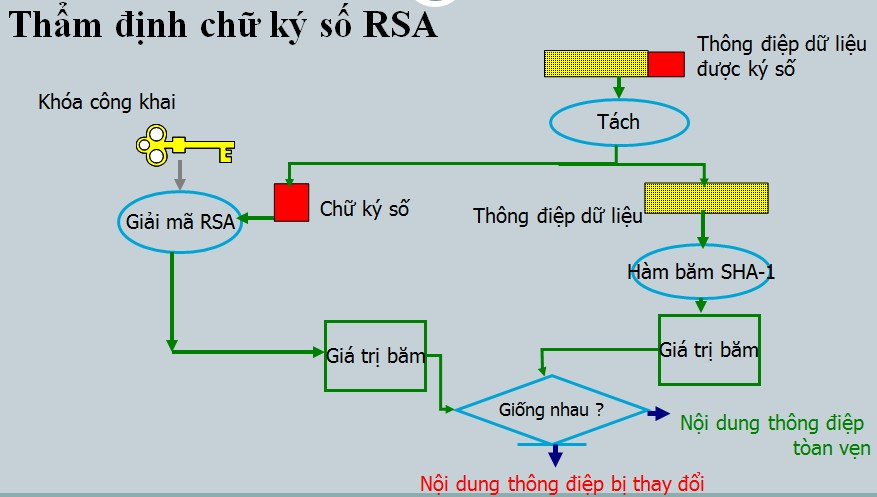 Thẩm định chữ ký số RSA
Thông điệp dữ liệu
được ký số
Khóa công khai
Tách
Giải mã RSA
Chữ ký số
Thông điệp dữ liệu
Hàm băm SHA-1
Giá trị băm
Giá trị băm
Giống nhau ?
Nội dung thông điệp
tòan vẹn
Nội dung thông điệp bị thay đổi